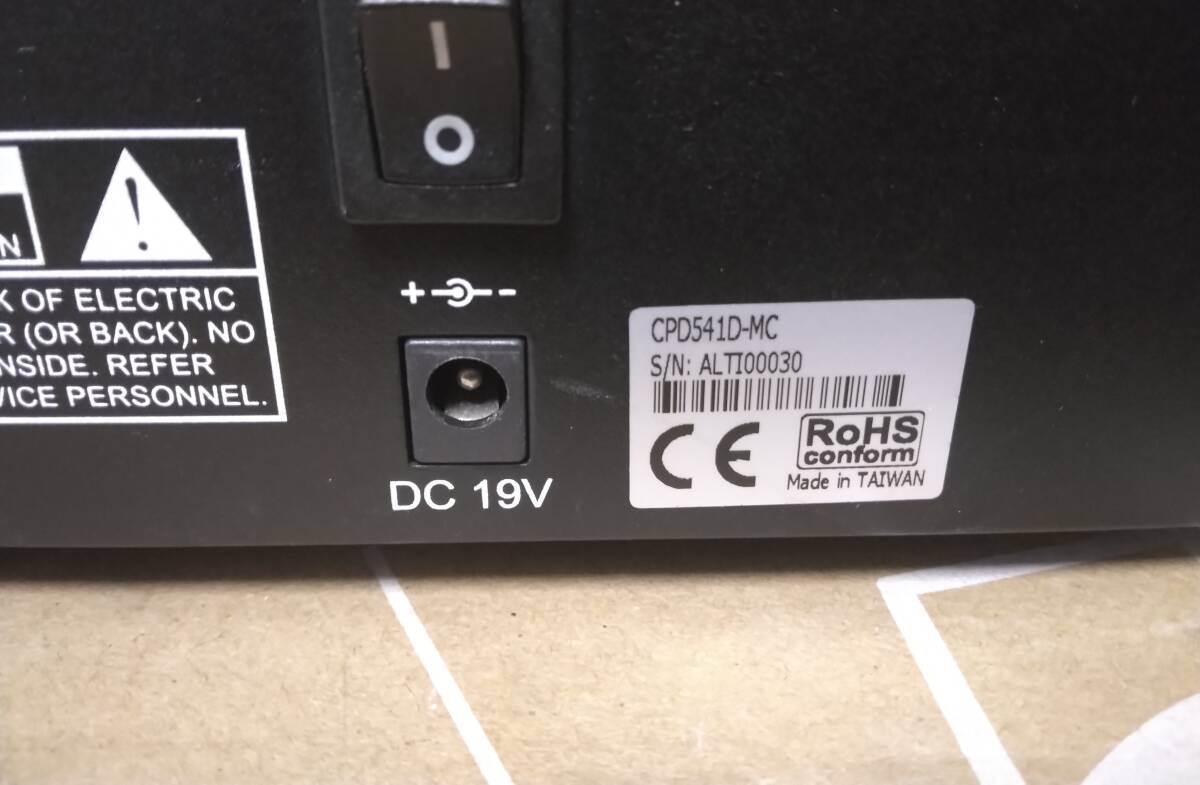 N
K OF ELECTRIC
R (OR BACK). NO
NSIDE. REFER
VICE PERSONNEL.
+ -
DC 19V
CPD541D-MC
S/N: ALTI00030
CE
RoHS
conform
Made in TAIWAN